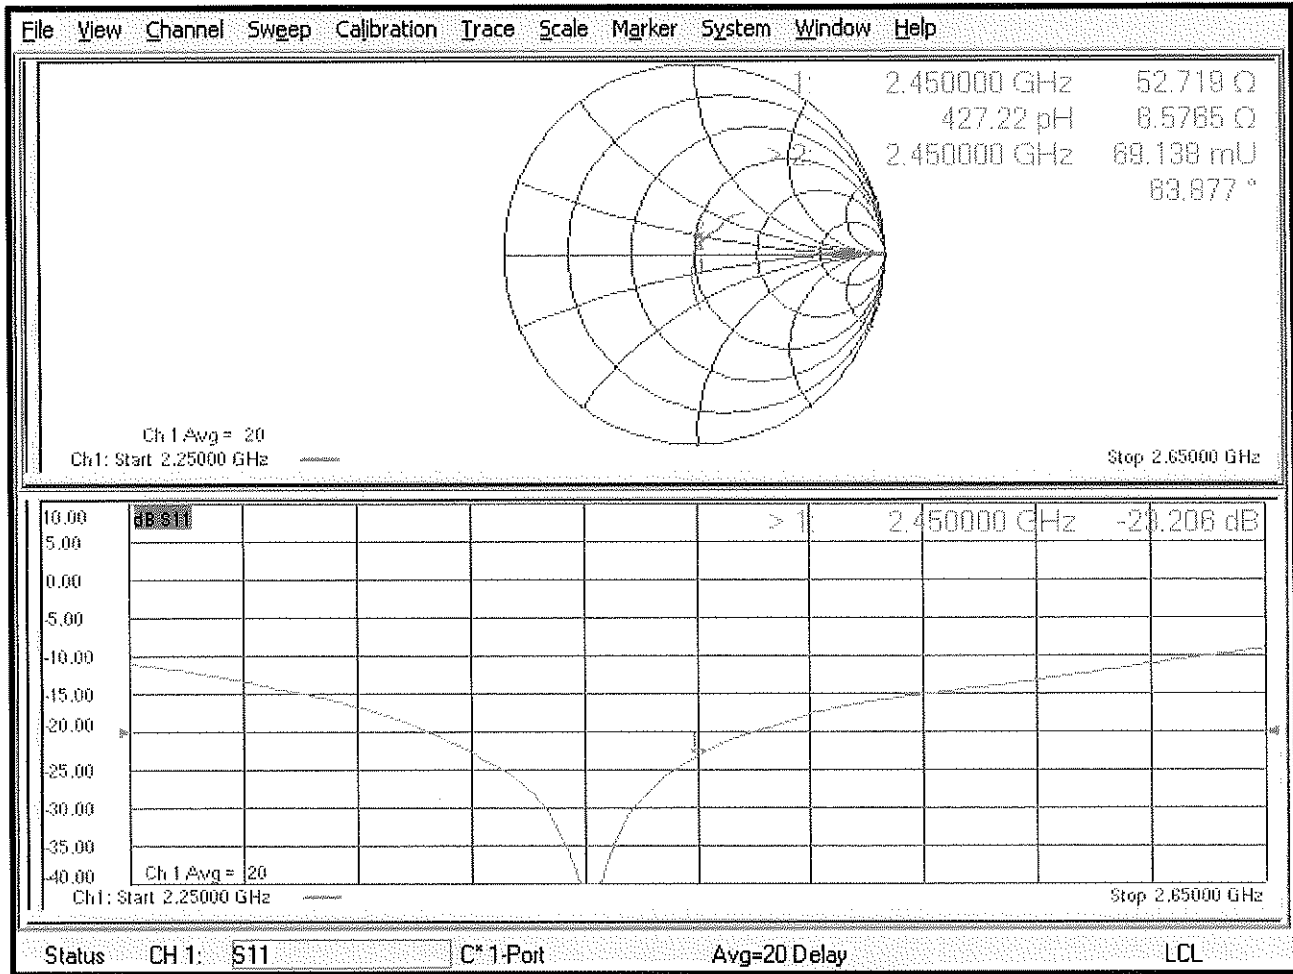 File View Channel Sweep Calibration Trace Scale Marker System Window Help
1: 2.450000 GHz 52.719 Ω
427.22 pH 6.5765 Ω
> 2: 2.450000 GHz 69.138 mU
63.877 °
Ch 1 Avg = 20
Ch1: Start 2.25000 GHz
Stop 2.65000 GHz
10.00
dB S11
> 1: 2.450000 GHz -23.206 dB
5.00
0.00
-5.00
-10.00
-15.00
-20.00
-25.00
-30.00
-35.00
-40.00
Ch 1 Avg = 20
Ch1: Start 2.25000 GHz
Stop 2.65000 GHz
Status CH 1: S11 C* 1-Port Avg=20 Delay LCL